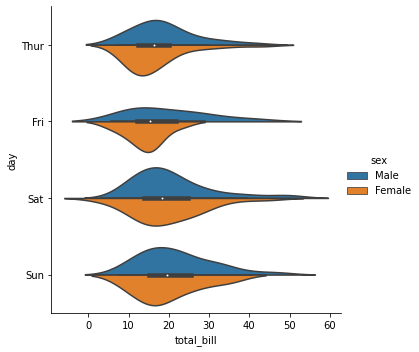 Thur
Fri
Sat
Sun
day
0 10 20 30 40 50 60
total_bill
sex
Male
Female